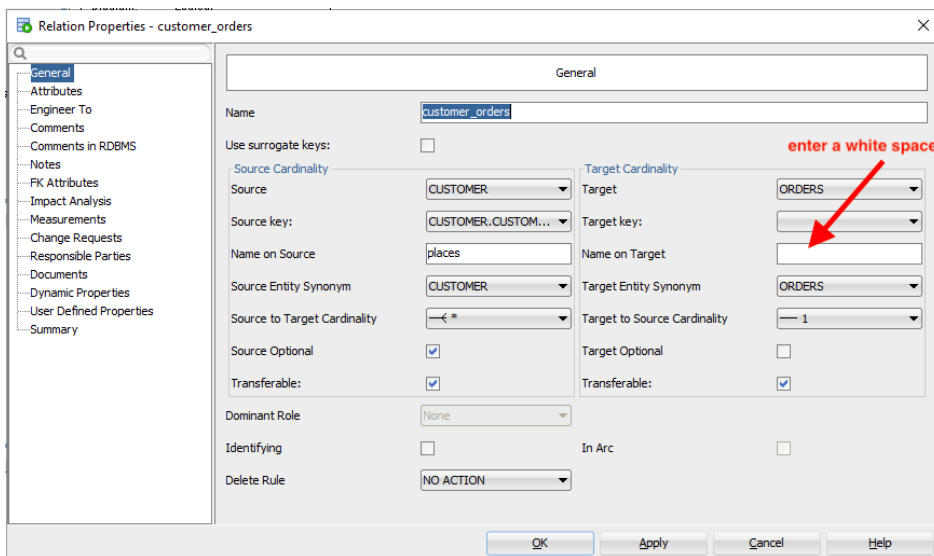 Relation Properties - customer_orders
General
Attributes
Engineer To
Comments
Comments in RDBMS
Notes
FK Attributes
Impact Analysis
Measurements
Change Requests
Responsible Parties
Documents
Dynamic Properties
User Defined Properties
Summary
General
Name customer_orders
Use surrogate keys:
enter a white space
Source Cardinality Target Cardinality
Source CUSTOMER Target ORDERS
Source key: CUSTOMER.CUSTOM... Target key:
Name on Source places Name on Target
Source Entity Synonym CUSTOMER Target Entity Synonym ORDERS
Source to Target Cardinality * Target to Source Cardinality 1
Source Optional Target Optional
Transferable: Transferable:
Dominant Role None
Identifying In Arc
Delete Rule NO ACTION
OK Apply Cancel Help